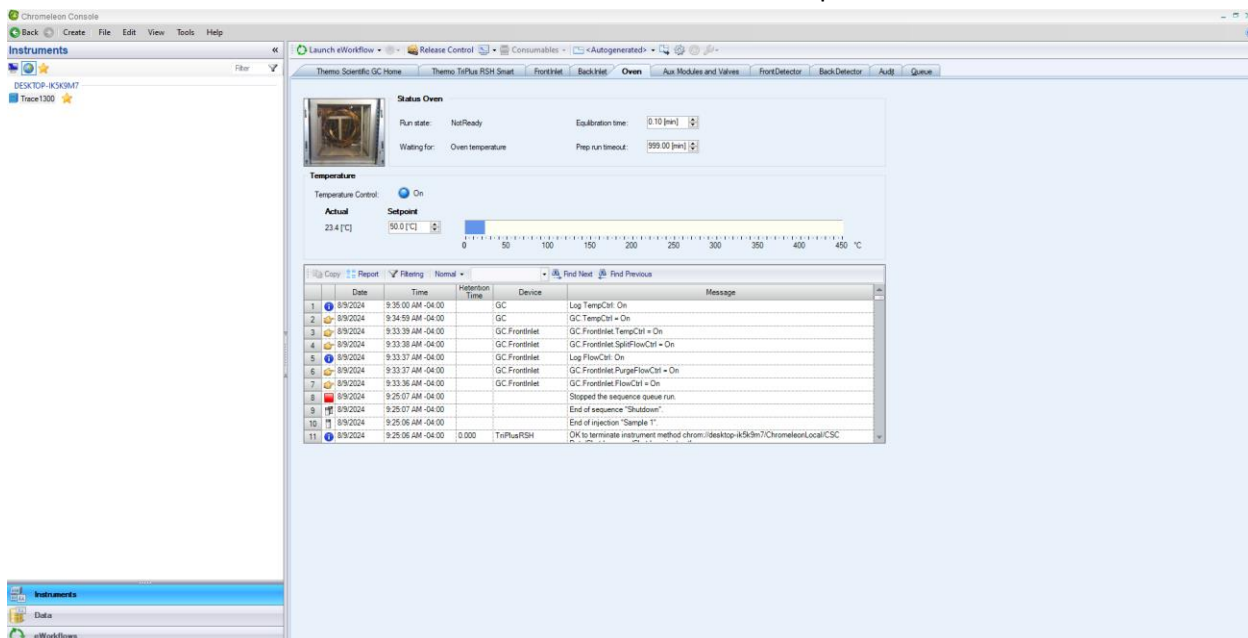 Chromeleon Console
Back Create File Edit View Tools Help
Instruments «
Launch eWorkflow Release Control Consumables <Autogenerated>
Filter
Thermo Scientific GC Home Thermo TriPlus RSH Smart FrontInlet BackInlet Oven Aux Modules and Valves FrontDetector BackDetector Audit Queue
DESKTOP-IK5K9M7
Trace1300
Status Oven
Run state: NotReady Equilibration time: 0.10 [min]
Waiting for: Oven temperature Prep run timeout: 999.00 [min]
Temperature
Temperature Control: On
Actual Setpoint
23.4 [°C] 50.0 [°C]
0 50 100 150 200 250 300 350 400 450 °C
Copy Report Filtering Normal Find Next Find Previous
Date Time Retention Time Device Message
1 8/9/2024 9:35:00 AM -04:00 GC Log TempCtrl: On
2 8/9/2024 9:34:59 AM -04:00 GC GC.TempCtrl = On
3 8/9/2024 9:33:39 AM -04:00 GC.FrontInlet GC.FrontInlet.TempCtrl = On
4 8/9/2024 9:33:38 AM -04:00 GC.FrontInlet GC.FrontInlet.SplitFlowCtrl = On
5 8/9/2024 9:33:37 AM -04:00 GC.FrontInlet Log FlowCtrl: On
6 8/9/2024 9:33:37 AM -04:00 GC.FrontInlet GC.FrontInlet.PurgeFlowCtrl = On
7 8/9/2024 9:33:36 AM -04:00 GC.FrontInlet GC.FrontInlet.FlowCtrl = On
8 8/9/2024 9:25:07 AM -04:00 Stopped the sequence queue run.
9 8/9/2024 9:25:07 AM -04:00 End of sequence "Shutdown".
10 8/9/2024 9:25:06 AM -04:00 End of injection "Sample 1".
11 8/9/2024 9:25:06 AM -04:00 0.000 TriPlusRSH OK to terminate instrument method chrom://desktop-ik5k9m7/ChromeleonLocal/CSC
Instruments
Data
eWorkflows